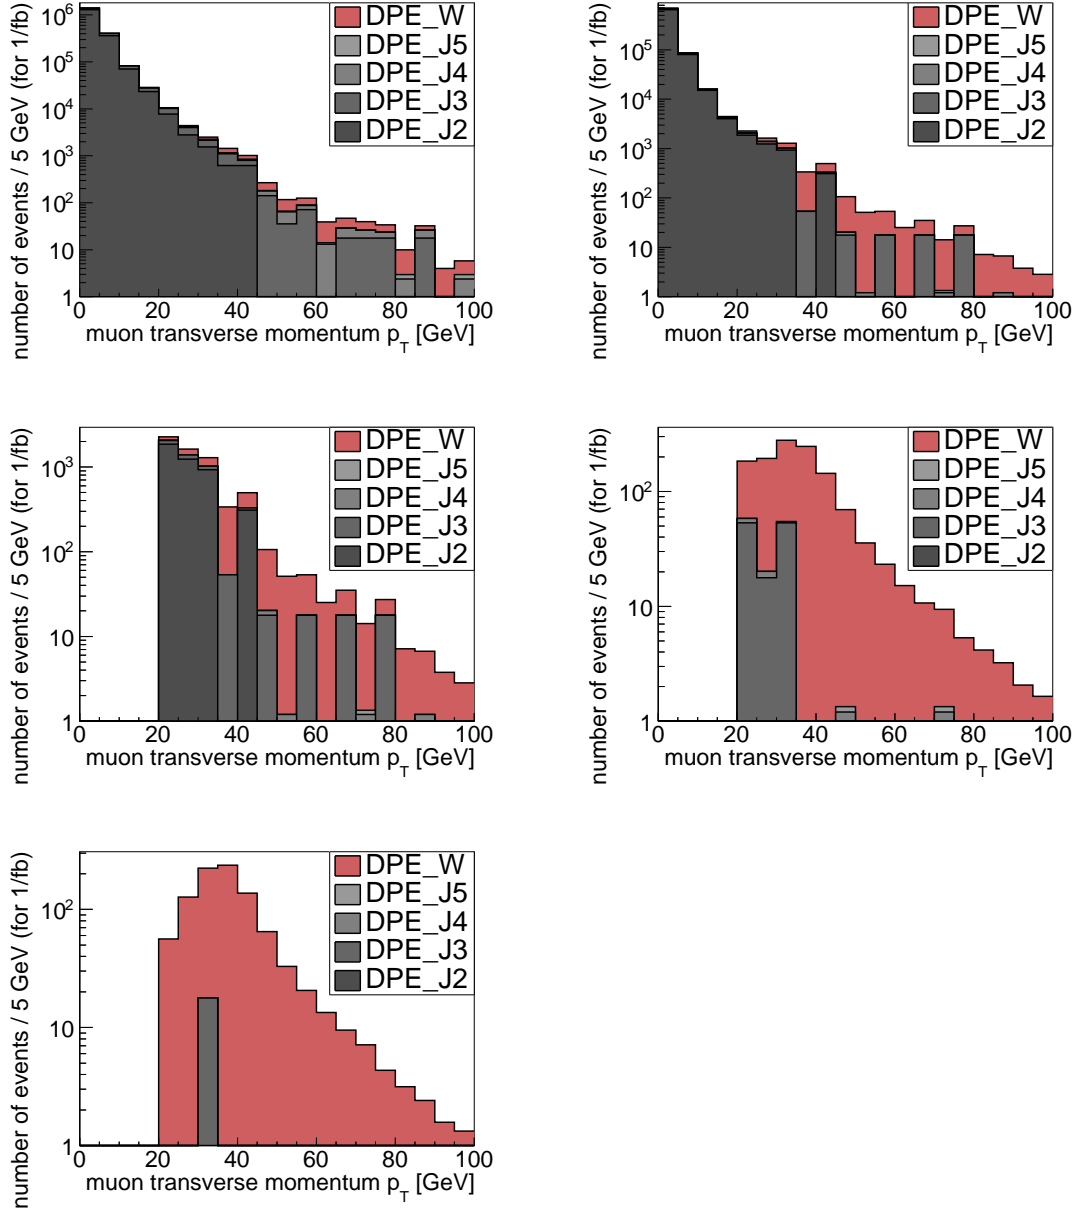 number of events / 5 GeV (for 1/fb)
10^6
10^5
10^4
10^3
10^2
10
1
DPE_W
DPE_J5
DPE_J4
DPE_J3
DPE_J2
0 20 40 60 80 100
muon transverse momentum p_T [GeV]
number of events / 5 GeV (for 1/fb)
10^5
10^4
10^3
10^2
10
1
DPE_W
DPE_J5
DPE_J4
DPE_J3
DPE_J2
0 20 40 60 80 100
muon transverse momentum p_T [GeV]
number of events / 5 GeV (for 1/fb)
10^3
10^2
10
1
DPE_W
DPE_J5
DPE_J4
DPE_J3
DPE_J2
0 20 40 60 80 100
muon transverse momentum p_T [GeV]
number of events / 5 GeV (for 1/fb)
10^2
10
1
DPE_W
DPE_J5
DPE_J4
DPE_J3
DPE_J2
0 20 40 60 80 100
muon transverse momentum p_T [GeV]
number of events / 5 GeV (for 1/fb)
10^2
10
1
DPE_W
DPE_J5
DPE_J4
DPE_J3
DPE_J2
0 20 40 60 80 100
muon transverse momentum p_T [GeV]